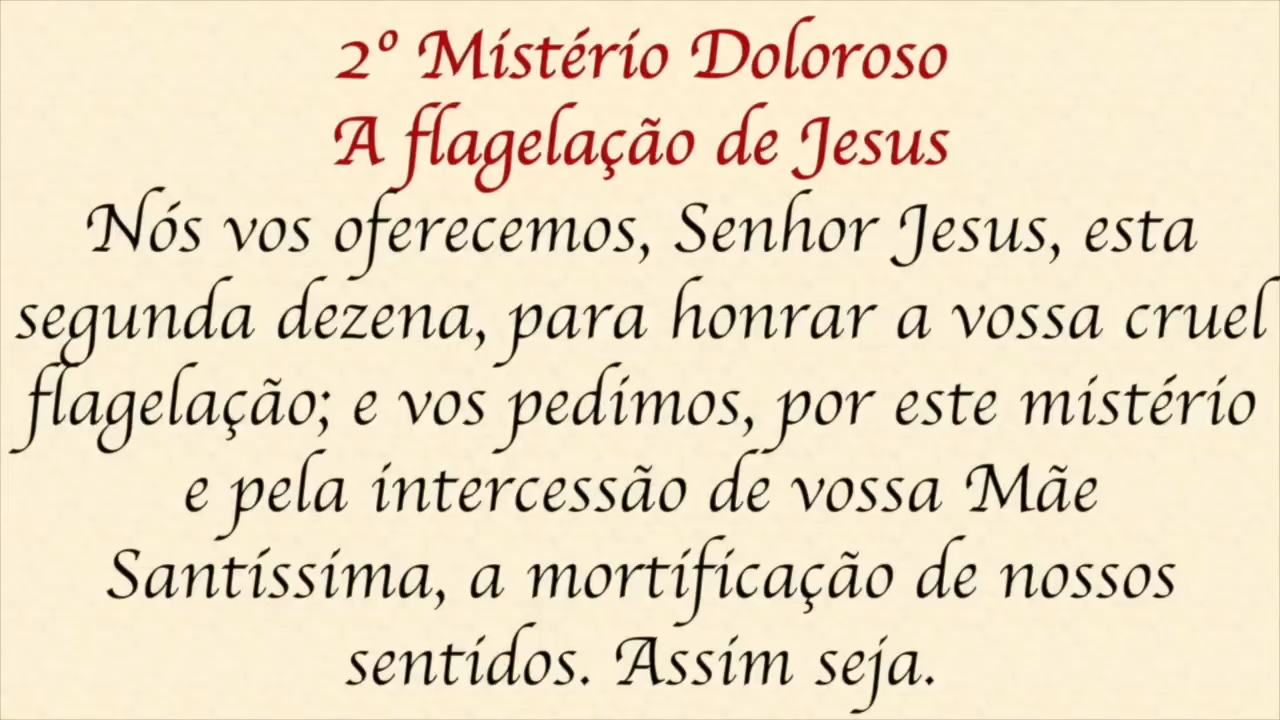 2º Mistério Doloroso
A flagelação de Jesus
Nós vos oferecemos, Senhor Jesus, esta
segunda dezena, para honrar a vossa cruel
flagelação; e vos pedimos, por este mistério
e pela intercessão de vossa Mãe
Santíssima, a mortificação de nossos
sentidos. Assim seja.